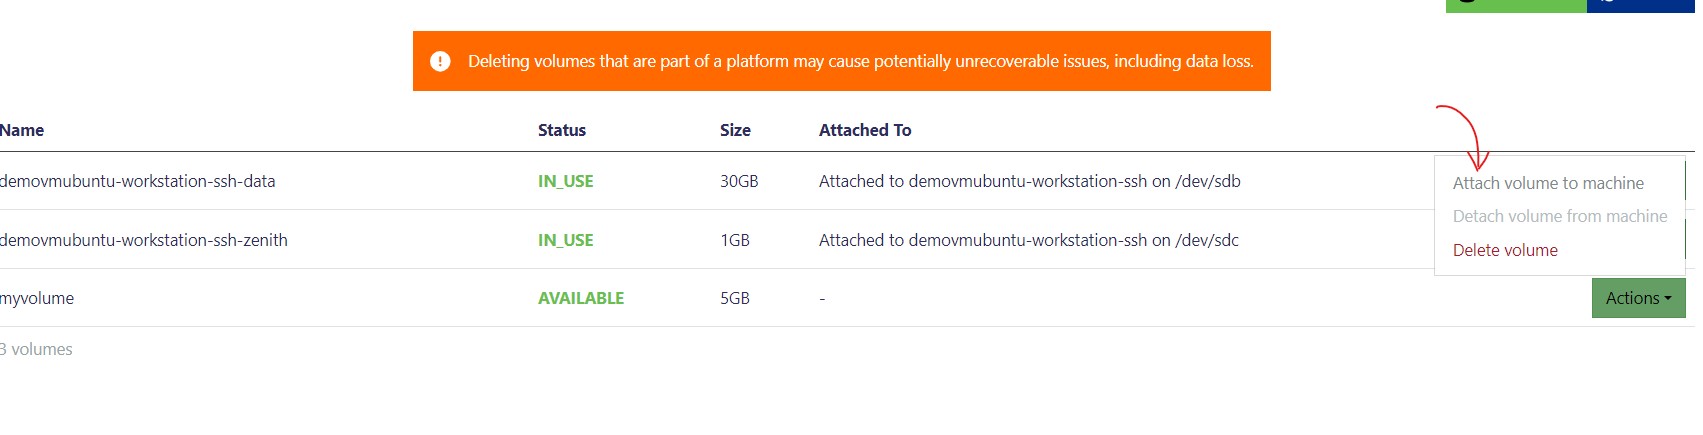 Deleting volumes that are part of a platform may cause potentially unrecoverable issues, including data loss.
Name Status Size Attached To
demovmubuntu-workstation-ssh-data IN_USE 30GB Attached to demovmubuntu-workstation-ssh on /dev/sdb
Attach volume to machine
Detach volume from machine
demovmubuntu-workstation-ssh-zenith IN_USE 1GB Attached to demovmubuntu-workstation-ssh on /dev/sdc
Delete volume
myvolume AVAILABLE 5GB - Actions
3 volumes